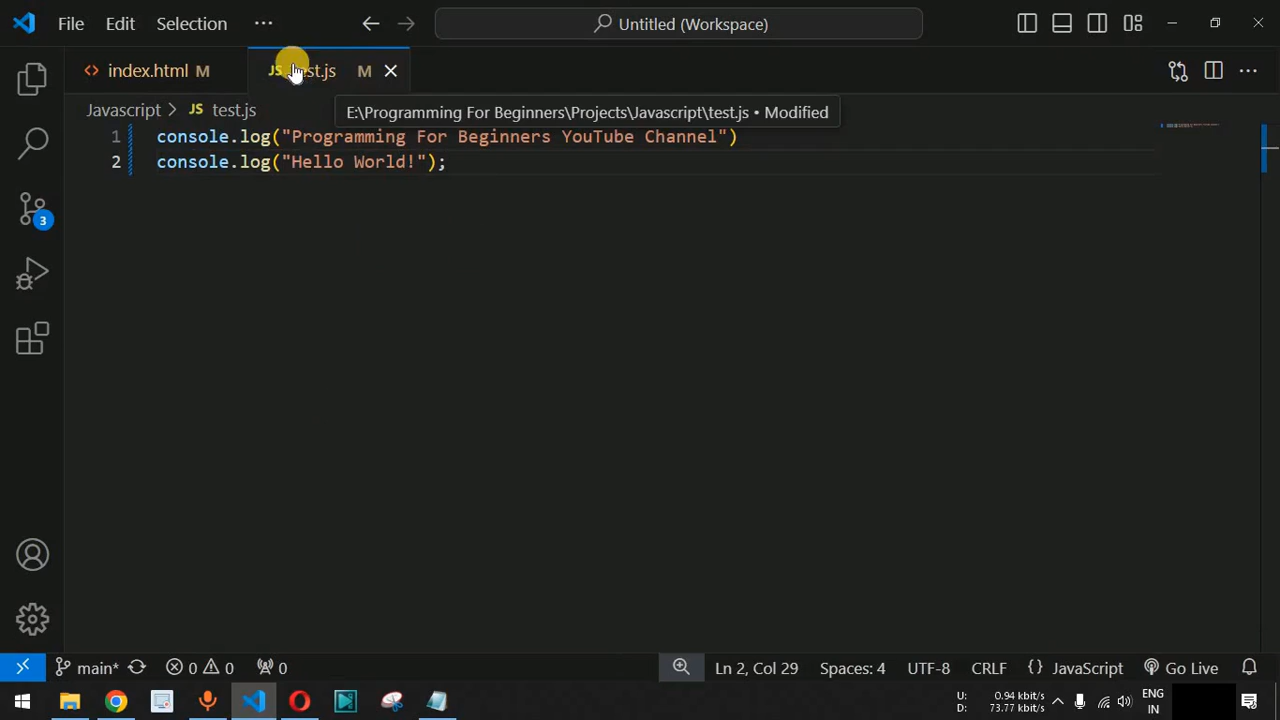 File Edit Selection ··· Untitled (Workspace)
<> index.html M JS test.js M
Javascript > JS test.js
E:\Programming For Beginners\Projects\Javascript\test.js • Modified
1 console.log("Programming For Beginners YouTube Channel")
2 console.log("Hello World!");
3
main* 0 0 0 Ln 2, Col 29 Spaces: 4 UTF-8 CRLF {} JavaScript Go Live
U: 0.94 kbit/s
D: 73.77 kbit/s
ENG
IN